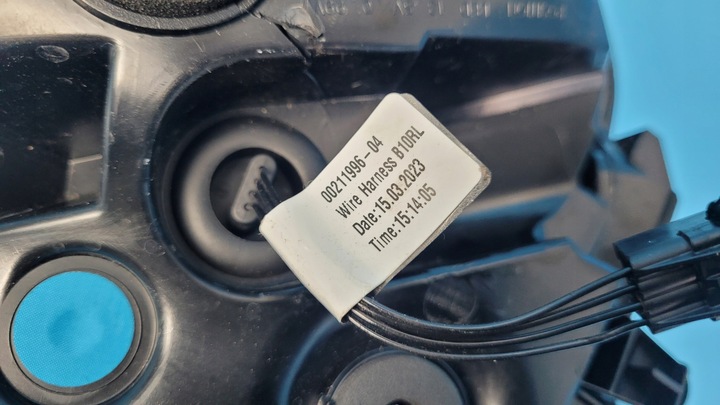 00211996-04
Wire Harness B10RL
Date:15.03.2023
Time:15:14:05